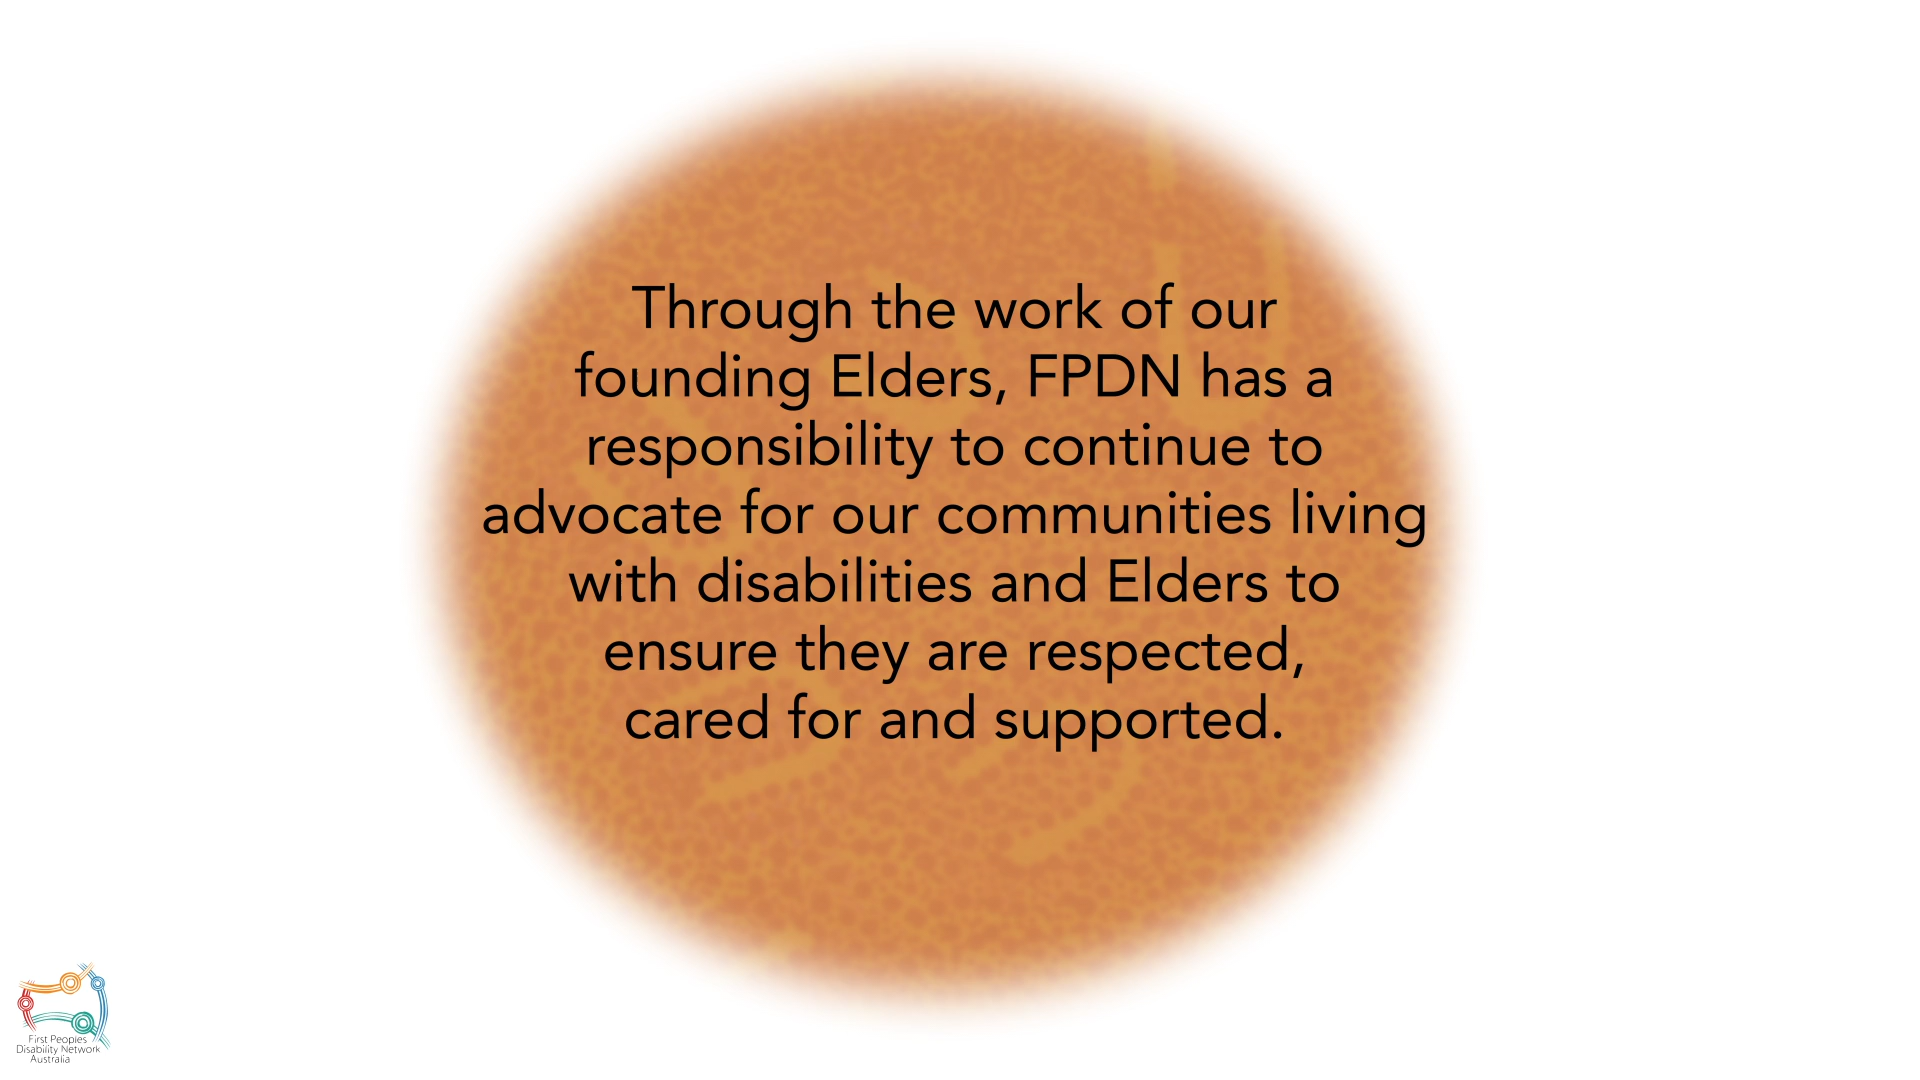 Through the work of our
founding Elders, FPDN has a
responsibility to continue to
advocate for our communities living
with disabilities and Elders to
ensure they are respected,
cared for and supported.
First Peoples
Disability Network
Australia